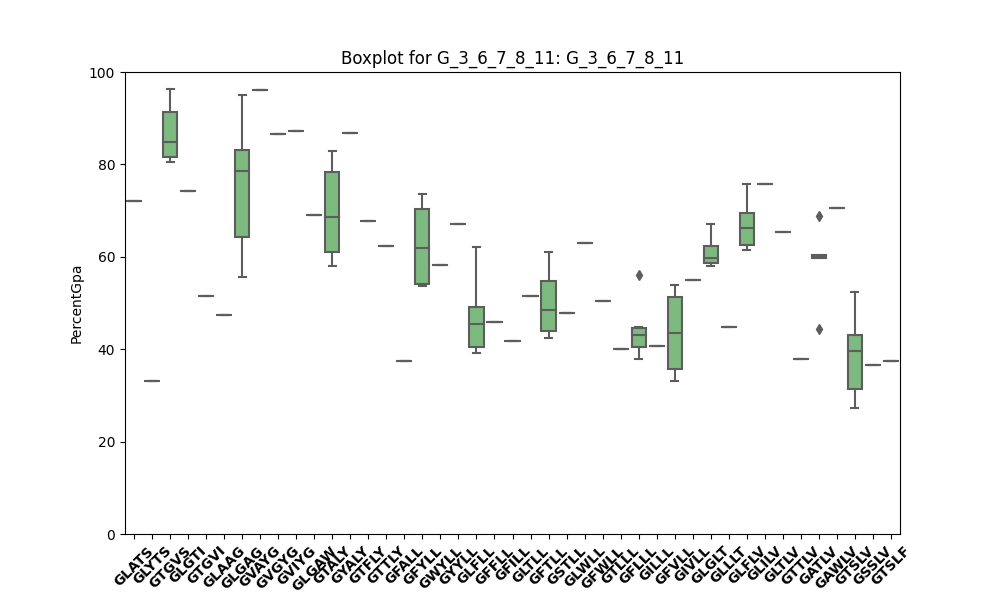 Boxplot for G_3_6_7_8_11: G_3_6_7_8_11
PercentGpa
100
80
60
40
20
0
GLATS
GLYTS
GTGVS
GLGTI
GTGVI
GLAAG
GLGAG
GVAYG
GVGYG
GVIYG
GLGAW
GTALY
GYALY
GTFLY
GTTLY
GFALL
GFYLL
GWYLL
GYYLL
GLFLL
GFFLL
GFILL
GLTLL
GFTLL
GSTLL
GLWLL
GFWLL
GTLLL
GFLLL
GILLL
GFVLL
GIVLL
GLGLT
GLLLT
GLFLV
GLILV
GLTLV
GTTLV
GATLV
GAWLV
GTSLV
GSSLV
GTSLF